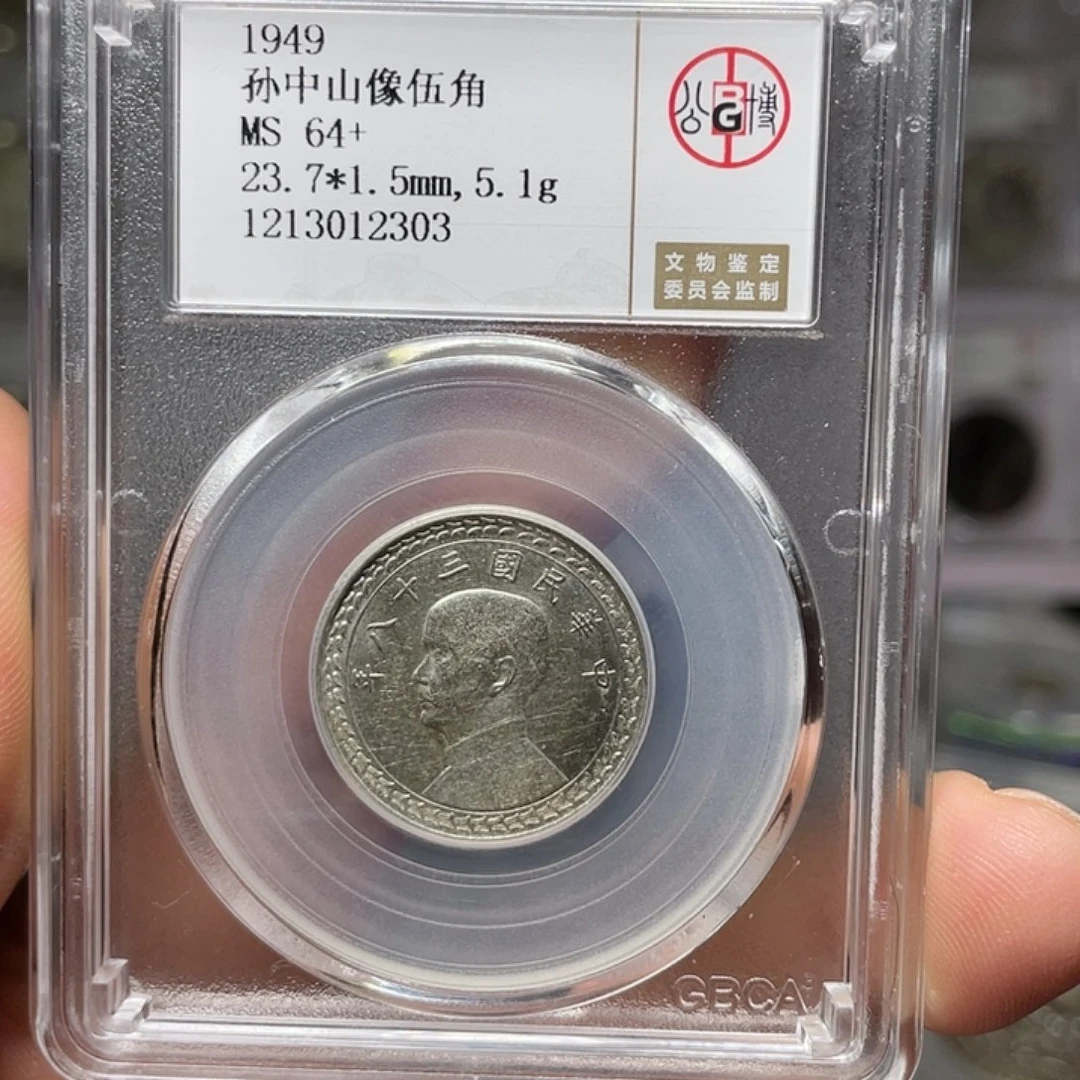 1949
孙中山像伍角
MS 64+
23.7*1.5mm,5.1g
1213012303
公 BG 博
文物鉴定
委员会监制
中華民國三十八年
GBCA